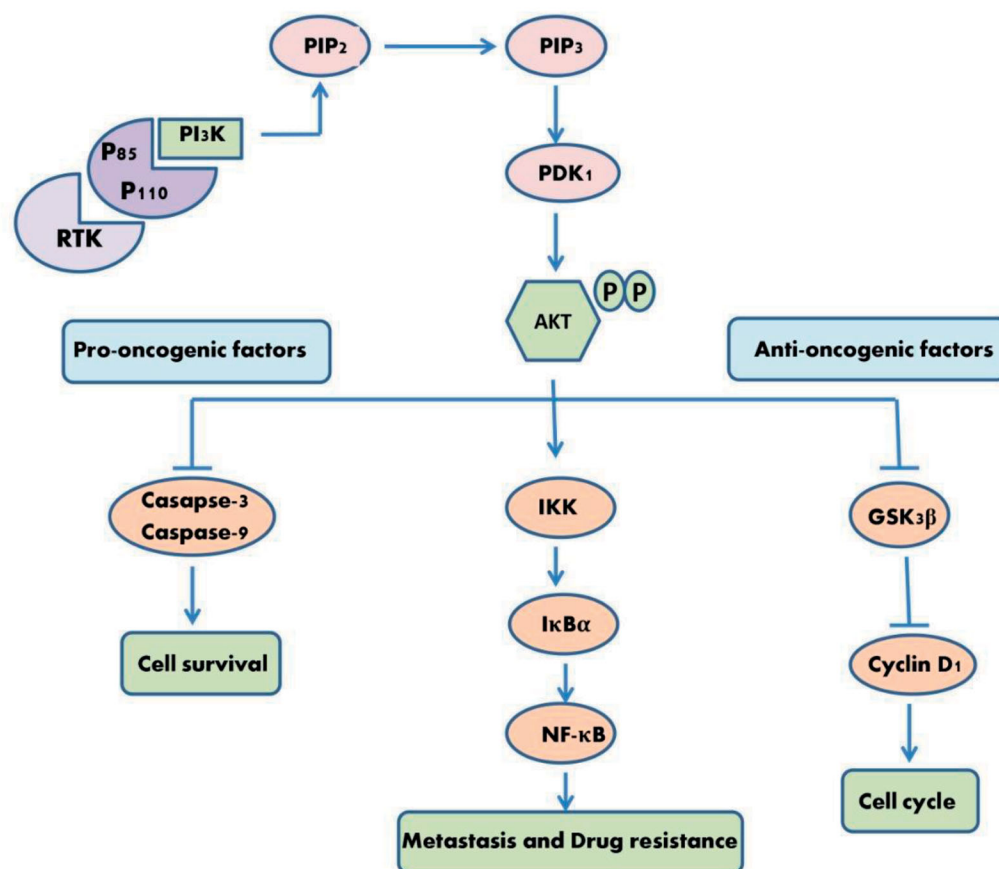 PIP2
PIP3
PI3K
P85
P110
RTK
PDK1
P P
AKT
Pro-oncogenic factors
Anti-oncogenic factors
Casapse-3
Caspase-9
IKK
GSK3β
IκBα
Cell survival
Cyclin D1
NF-κB
Cell cycle
Metastasis and Drug resistance